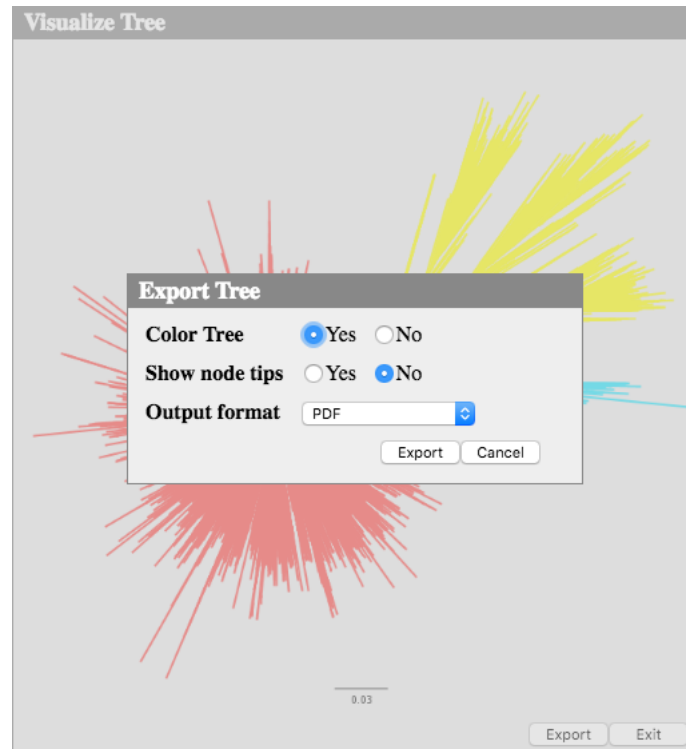 Visualize Tree
Export Tree
Color Tree Yes No
Show node tips Yes No
Output format PDF
Export Cancel
0.03
Export Exit